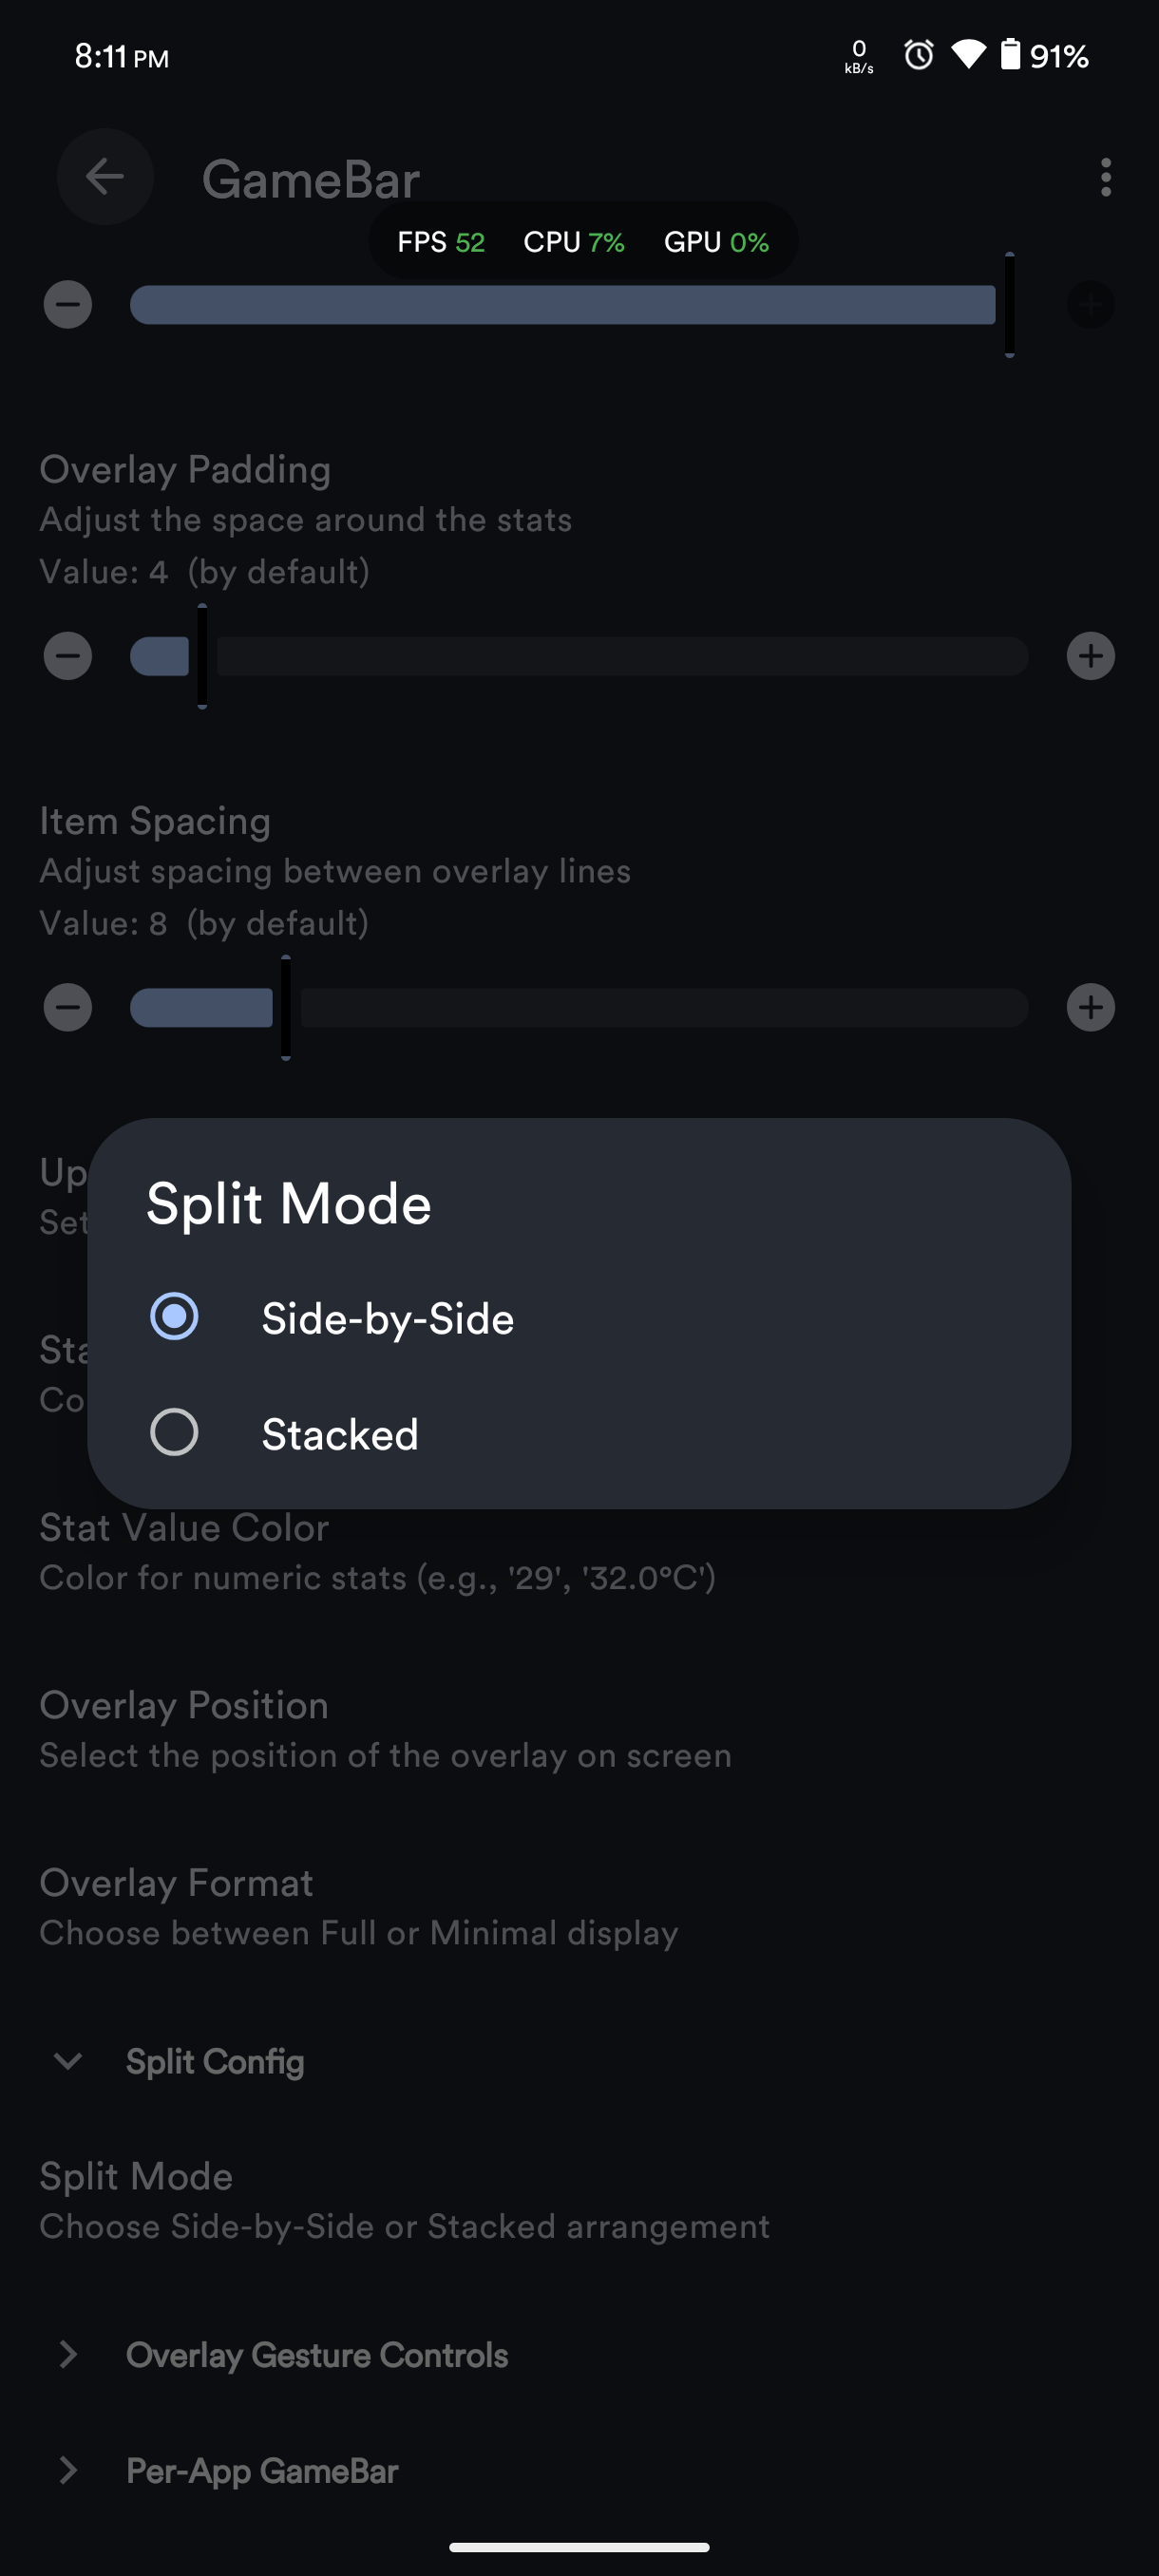 8:11 PM
0
kB/s
91%
GameBar
FPS 52 CPU 7% GPU 0%
Overlay Padding
Adjust the space around the stats
Value: 4 (by default)
Item Spacing
Adjust spacing between overlay lines
Value: 8 (by default)
Up
Set
Split Mode
Side-by-Side
Sta
Co
Stacked
Stat Value Color
Color for numeric stats (e.g., '29', '32.0°C')
Overlay Position
Select the position of the overlay on screen
Overlay Format
Choose between Full or Minimal display
Split Config
Split Mode
Choose Side-by-Side or Stacked arrangement
Overlay Gesture Controls
Per-App GameBar